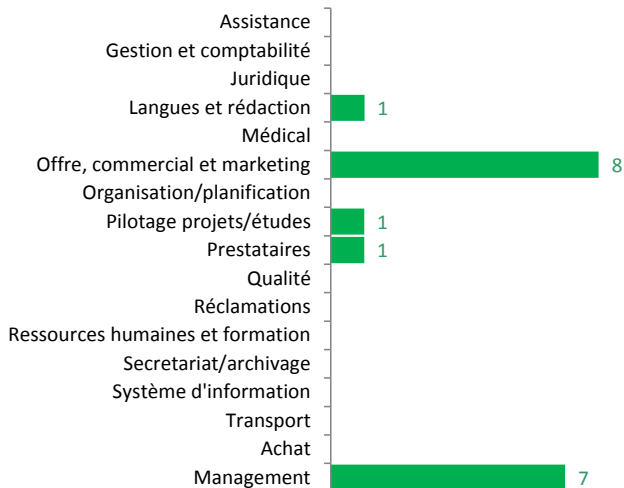 Assistance
Gestion et comptabilité
Juridique
Langues et rédaction 1
Médical
Offre, commercial et marketing 8
Organisation/planification
Pilotage projets/études 1
Prestataires 1
Qualité
Réclamations
Ressources humaines et formation
Secretariat/archivage
Système d'information
Transport
Achat
Management 7